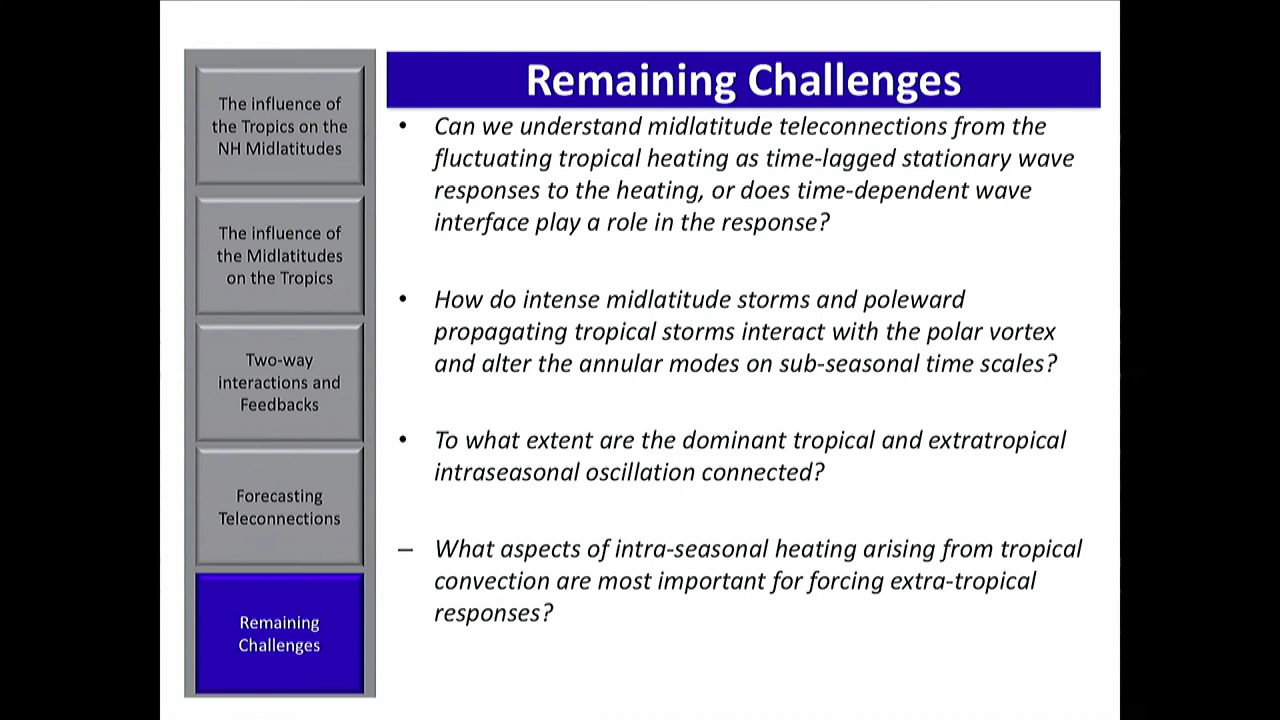 The influence of
the Tropics on the
NH Midlatitudes
The influence of
the Midlatitudes
on the Tropics
Two-way
interactions and
Feedbacks
Forecasting
Teleconnections
Remaining
Challenges
Remaining Challenges
• Can we understand midlatitude teleconnections from the
fluctuating tropical heating as time-lagged stationary wave
responses to the heating, or does time-dependent wave
interface play a role in the response?
• How do intense midlatitude storms and poleward
propagating tropical storms interact with the polar vortex
and alter the annular modes on sub-seasonal time scales?
• To what extent are the dominant tropical and extratropical
intraseasonal oscillation connected?
– What aspects of intra-seasonal heating arising from tropical
convection are most important for forcing extra-tropical
responses?